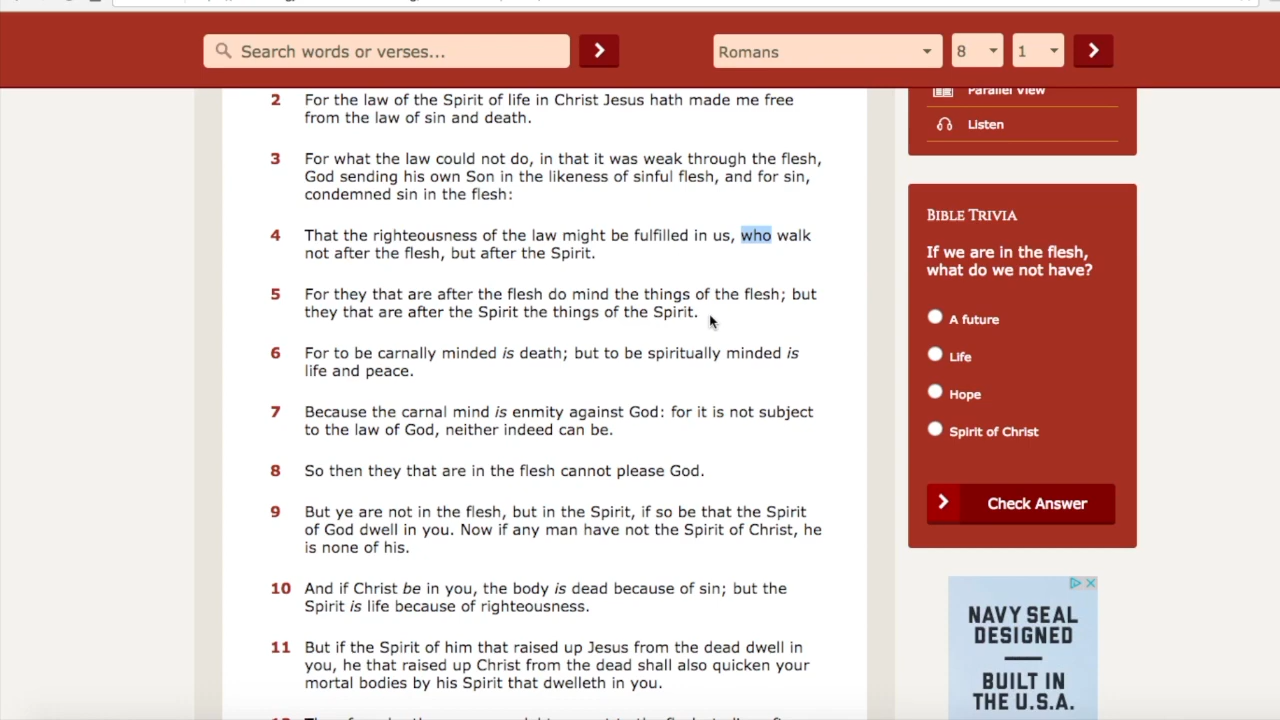 Search words or verses...
Romans
8
1
2 For the law of the Spirit of life in Christ Jesus hath made me free
from the law of sin and death.
3 For what the law could not do, in that it was weak through the flesh,
God sending his own Son in the likeness of sinful flesh, and for sin,
condemned sin in the flesh:
4 That the righteousness of the law might be fulfilled in us, who walk
not after the flesh, but after the Spirit.
5 For they that are after the flesh do mind the things of the flesh; but
they that are after the Spirit the things of the Spirit.
6 For to be carnally minded is death; but to be spiritually minded is
life and peace.
7 Because the carnal mind is enmity against God: for it is not subject
to the law of God, neither indeed can be.
8 So then they that are in the flesh cannot please God.
9 But ye are not in the flesh, but in the Spirit, if so be that the Spirit
of God dwell in you. Now if any man have not the Spirit of Christ, he
is none of his.
10 And if Christ be in you, the body is dead because of sin; but the
Spirit is life because of righteousness.
11 But if the Spirit of him that raised up Jesus from the dead dwell in
you, he that raised up Christ from the dead shall also quicken your
mortal bodies by his Spirit that dwelleth in you.
Parallel View
Listen
BIBLE TRIVIA
If we are in the flesh,
what do we not have?
A future
Life
Hope
Spirit of Christ
Check Answer
NAVY SEAL
DESIGNED
BUILT IN
THE U.S.A.